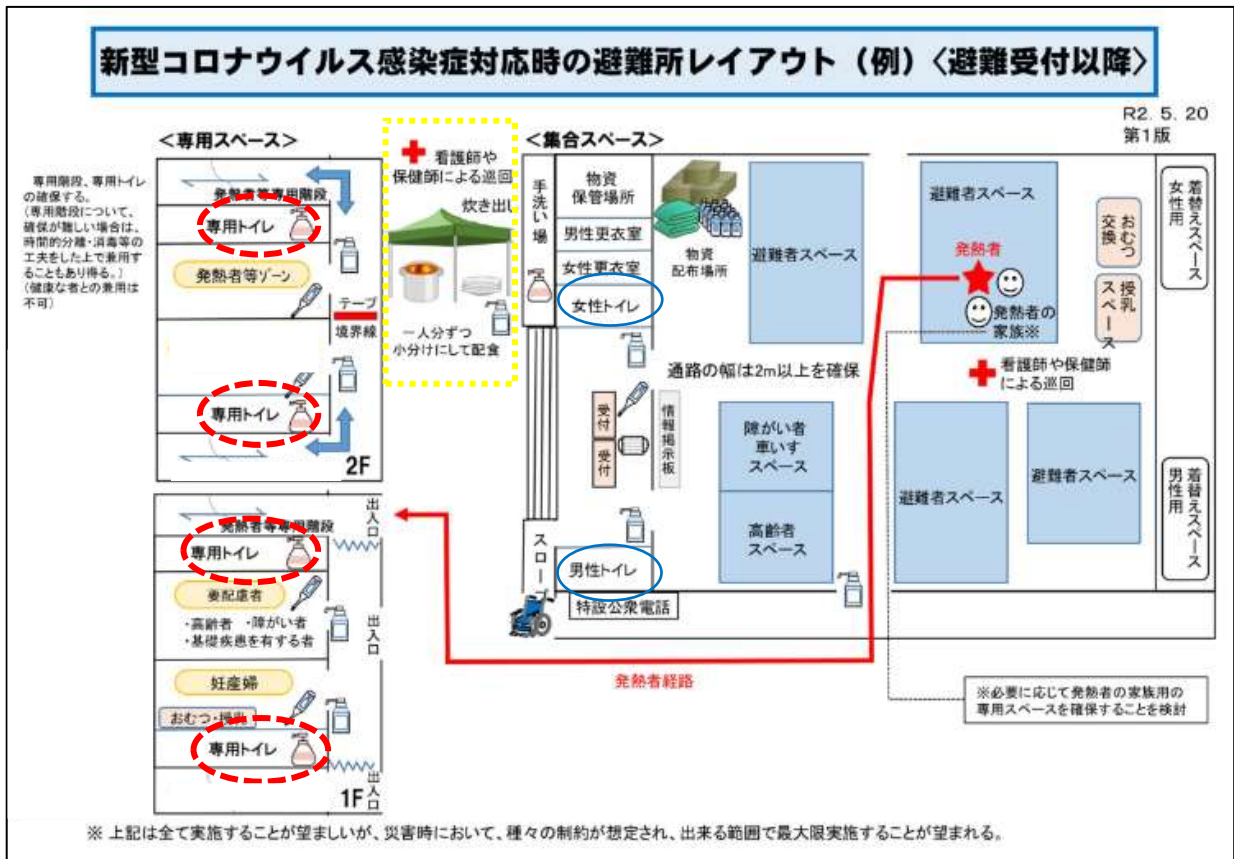 新型コロナウイルス感染症対応時の避難所レイアウト（例）〈避難受付以降〉
R2. 5. 20
第1版
＜専用スペース＞
専用階段、専用トイレ
の確保する。
（専用階段について、
確保が難しい場合は、
時間的分離・消毒等の
工夫をした上で兼用す
ることもあり得る。）
（健康な者との兼用は
不可）
発熱者等専用階段
専用トイレ
発熱者等ゾーン
テープ
境界線
専用トイレ
2F
出入口
発熱者等専用階段
専用トイレ
要配慮者
・高齢者 ・障がい者
・基礎疾患を有する者
出入口
妊産婦
おむつ・授乳
専用トイレ
1F
出入口
看護師や
保健師による巡回
炊き出し
一人分ずつ
小分けにして配食
＜集合スペース＞
手洗い場
物資
保管場所
男性更衣室
女性更衣室
女性トイレ
物資
配布場所
避難者スペース
通路の幅は2m以上を確保
受付
受付
情報掲示板
障がい者
車いす
スペース
高齢者
スペース
スロープ
男性トイレ
特設公衆電話
避難者スペース
発熱者
発熱者の
家族※
おむつ
交換
授乳
スペース
着替えスペース
女性用
看護師や保健師
による巡回
避難者スペース
避難者スペース
着替えスペース
男性用
発熱者経路
※必要に応じて発熱者の家族用の
専用スペースを確保することを検討
※ 上記は全て実施することが望ましいが、災害時において、種々の制約が想定され、出来る範囲で最大限実施することが望まれる。